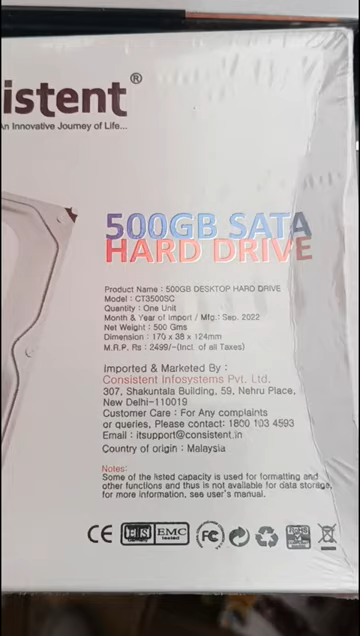 istent®
An Innovative Journey of Life...
500GB SATA
HARD DRIVE
Product Name : 500GB DESKTOP HARD DRIVE
Model : CT3500SC
Quantity : One Unit
Month & Year of Import / Mfg.: Sep. 2022
Net Weight : 500 Gms
Dimension : 170 x 38 x 124mm
M.R.P. Rs : 2499/-(Incl. of all Taxes)
Imported & Marketed By :
Consistent Infosystems Pvt. Ltd.
307, Shakuntala Building, 59, Nehru Place,
New Delhi-110019
Customer Care : For Any complaints
or queries, Please contact: 1800 103 4593
Email : itsupport@consistent.in
Country of origin : Malaysia
Notes:
Some of the listed capacity is used for formatting and
other functions and thus is not available for data storage,
for more information, see user's manual.
CE EMC FC RoHS
tested